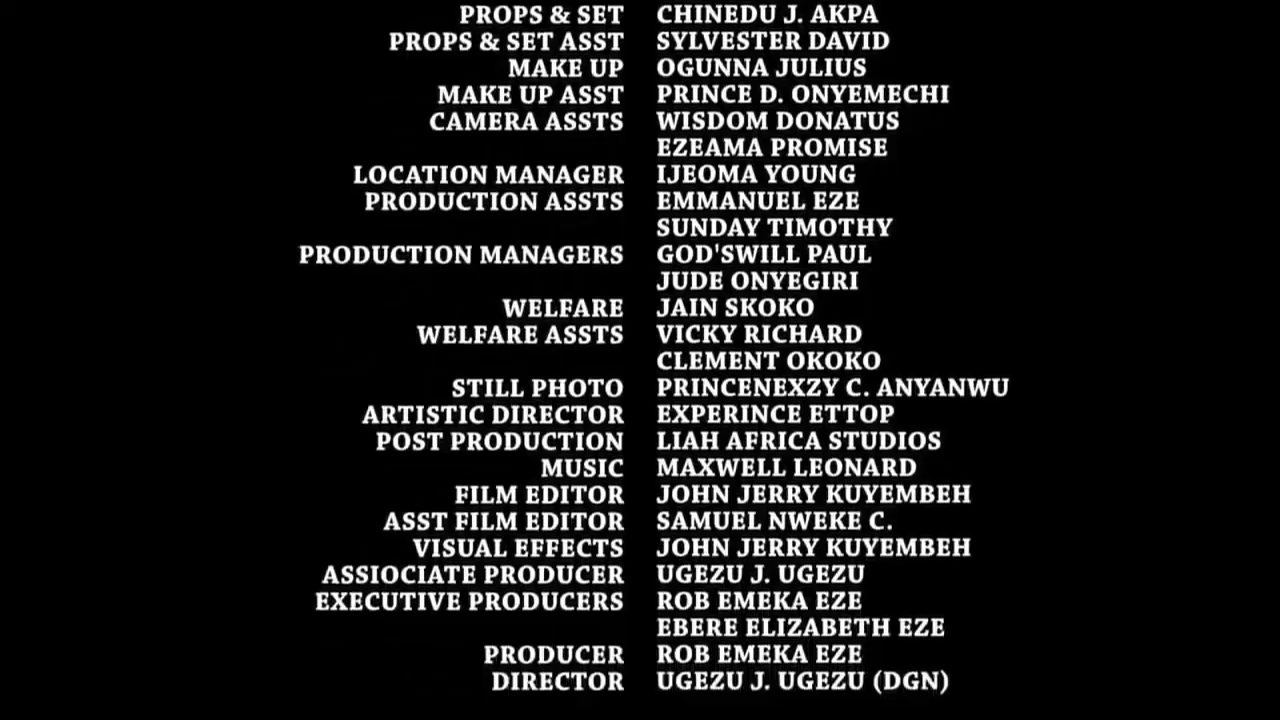 PROPS & SET CHINEDU J. AKPA
PROPS & SET ASST SYLVESTER DAVID
MAKE UP OGUNNA JULIUS
MAKE UP ASST PRINCE D. ONYEMECHI
CAMERA ASSTS WISDOM DONATUS
EZEAMA PROMISE
LOCATION MANAGER IJEOMA YOUNG
PRODUCTION ASSTS EMMANUEL EZE
SUNDAY TIMOTHY
PRODUCTION MANAGERS GOD'SWILL PAUL
JUDE ONYEGIRI
WELFARE JAIN SKOKO
WELFARE ASSTS VICKY RICHARD
CLEMENT OKOKO
STILL PHOTO PRINCENEXZY C. ANYANWU
ARTISTIC DIRECTOR EXPERINCE ETTOP
POST PRODUCTION LIAH AFRICA STUDIOS
MUSIC MAXWELL LEONARD
FILM EDITOR JOHN JERRY KUYEMBEH
ASST FILM EDITOR SAMUEL NWEKE C.
VISUAL EFFECTS JOHN JERRY KUYEMBEH
ASSIOCIATE PRODUCER UGEZU J. UGEZU
EXECUTIVE PRODUCERS ROB EMEKA EZE
EBERE ELIZABETH EZE
PRODUCER ROB EMEKA EZE
DIRECTOR UGEZU J. UGEZU (DGN)